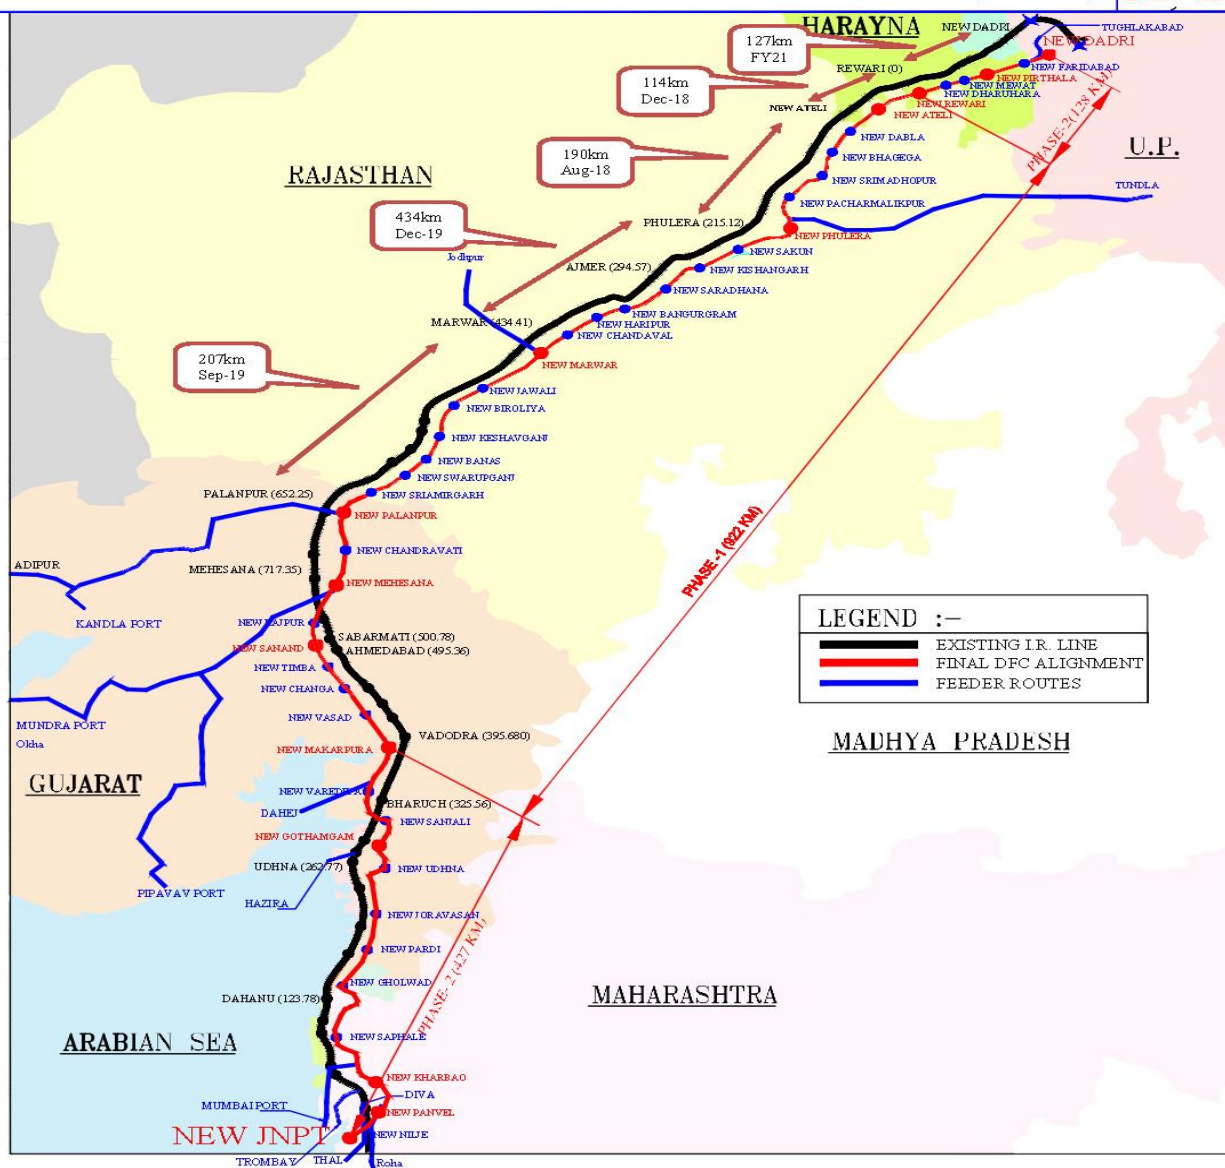 HARAYNA
NEW DADRI
TUGHLAKABAD
NEW DADRI
127km
FY21
REWARI (0)
NEW FARIDABAD
NEW PIRTHALA
NEW MEWAT
NEW DHARUHARA
NEW REWARI
114km
Dec-18
NEW ATELI
NEW ATELI
PHASE-2(128 KM)
U.P.
NEW DABLA
NEW BHAGEGA
190km
Aug-18
RAJASTHAN
NEW SRIMADHOPUR
TUNDLA
NEW PACHARMALIKPUR
434km
Dec-19
PHULERA (215.12)
NEW PHULERA
NEW SAKUN
Jodhpur
AJMER (294.57)
NEW KISHANGARH
NEW SARADHANA
NEW BANGURGRAM
MARWAR (434.41)
NEW HARIPUR
NEW CHANDAVAL
207km
Sep-19
NEW MARWAR
NEW JAWALI
NEW BIROLIYA
NEW KESHAVGANJ
NEW BANAS
NEW SWARUPGANJ
PALANPUR (652.25)
NEW SRIAMIRGARH
NEW PALANPUR
PHASE -1 (922 KM)
NEW CHANDRAVATI
ADIPUR
MEHESANA (717.35)
NEW MEHESANA
KANDLA PORT
NEW RAJPUR
SABARMATI (500.78)
NEW SANAND
AHMEDABAD (495.36)
NEW TIMBA
NEW CHANGA
LEGEND :-
EXISTING I.R. LINE
FINAL DFC ALIGNMENT
FEEDER ROUTES
NEW VASAD
MUNDRA PORT
Okha
VADODRA (395.680)
NEW MAKARPURA
MADHYA PRADESH
GUJARAT
NEW VAREDIYA
BHARUCH (325.56)
DAHEJ
NEW SANJALI
NEW GOTHAMGAM
UDHNA (262.77)
NEW UDHNA
PIPAVAV PORT
HAZIRA
NEW JORAVASAN
NEW PARDI
PHASE- 2 (427 KM)
NEW GHOLWAD
DAHANU (123.78)
MAHARASHTRA
ARABIAN SEA
NEW SAPHALE
NEW KHARBAO
DIVA
MUMBAI PORT
NEW PANVEL
NEW JNPT
NEW NILJE
TROMBAY
THAL
Roha